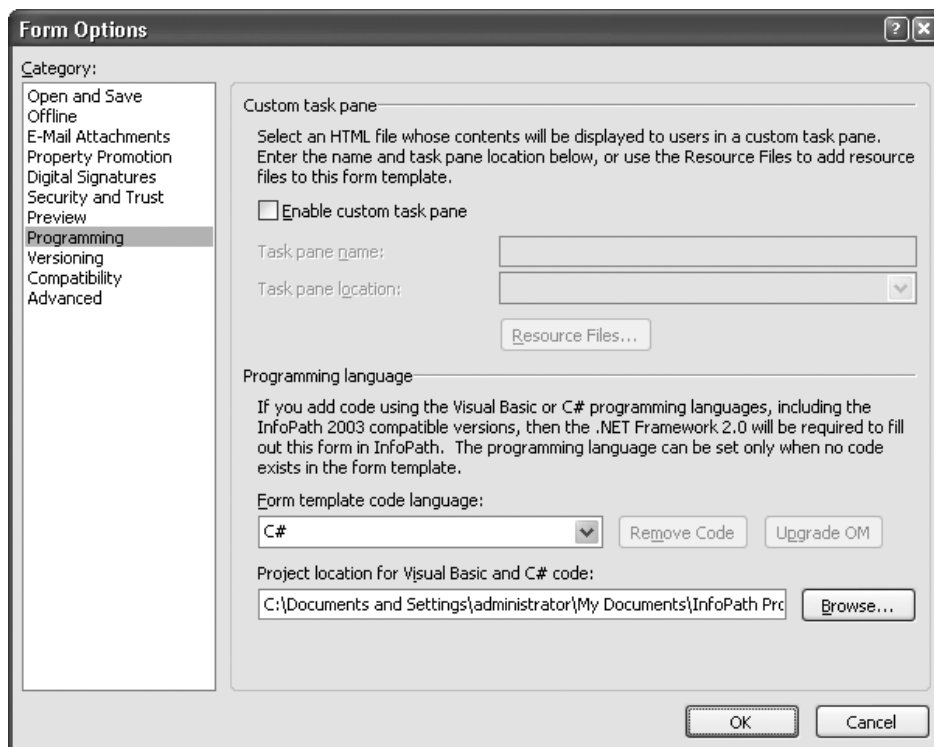 Form Options
Category:
Open and Save
Offline
E-Mail Attachments
Property Promotion
Digital Signatures
Security and Trust
Preview
Programming
Versioning
Compatibility
Advanced
Custom task pane
Select an HTML file whose contents will be displayed to users in a custom task pane.
Enter the name and task pane location below, or use the Resource Files to add resource
files to this form template.
Enable custom task pane
Task pane name:
Task pane location:
Resource Files...
Programming language
If you add code using the Visual Basic or C# programming languages, including the
InfoPath 2003 compatible versions, then the .NET Framework 2.0 will be required to fill
out this form in InfoPath. The programming language can be set only when no code
exists in the form template.
Form template code language:
C#
Remove Code
Upgrade OM
Project location for Visual Basic and C# code:
C:\Documents and Settings\administrator\My Documents\InfoPath Prc
Browse...
OK
Cancel